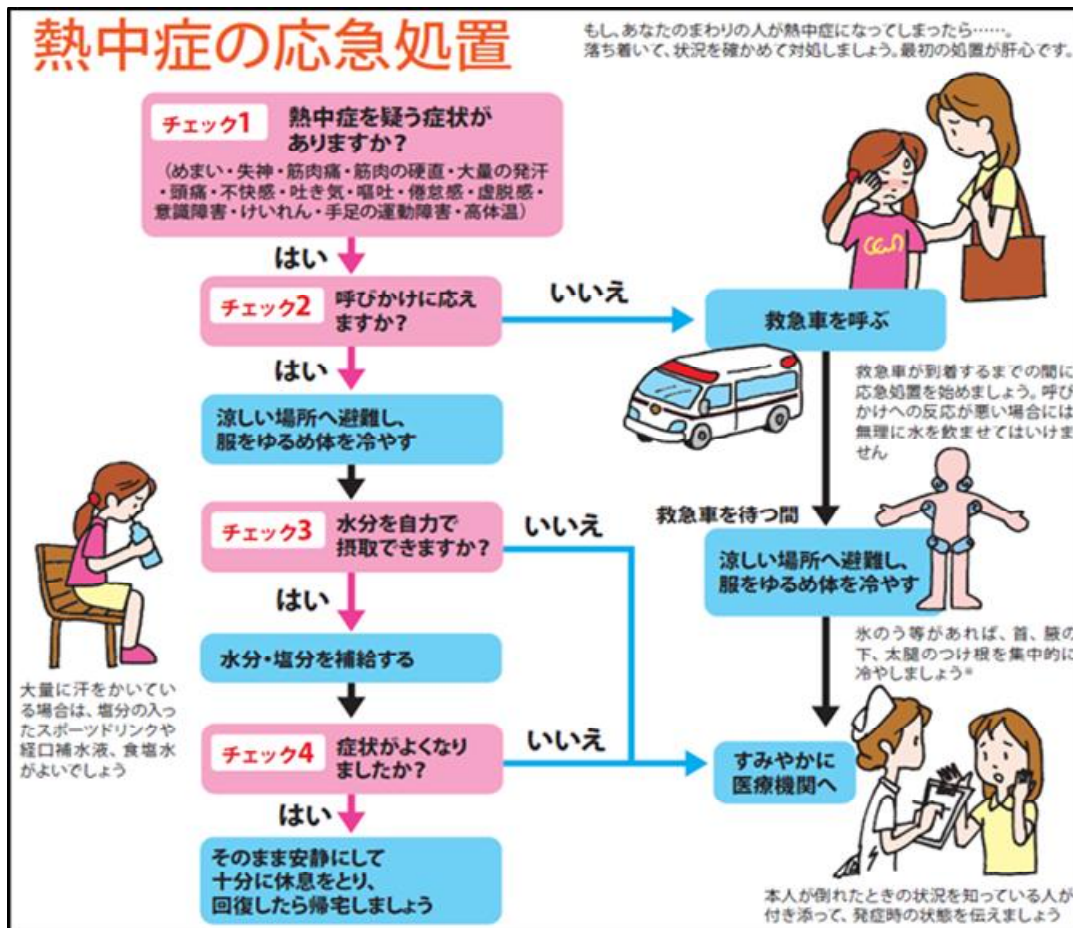 熱中症の応急処置
もし、あなたのまわりの人が熱中症になってしまったら……。
落ち着いて、状況を確かめて対処しましょう。最初の処置が肝心です。
チェック1
熱中症を疑う症状が
ありますか？
（めまい・失神・筋肉痛・筋肉の硬直・大量の発汗
・頭痛・不快感・吐き気・嘔吐・倦怠感・虚脱感・
意識障害・けいれん・手足の運動障害・高体温）
はい
チェック2
呼びかけに応え
ますか？
いいえ
救急車を呼ぶ
はい
救急車が到着するまでの間に
応急処置を始めましょう。呼び
かけへの反応が悪い場合には
無理に水を飲ませてはいけま
せん
涼しい場所へ避難し、
服をゆるめ体を冷やす
チェック3
水分を自力で
摂取できますか？
いいえ
救急車を待つ間
涼しい場所へ避難し、
服をゆるめ体を冷やす
はい
氷のう等があれば、首、腋の
下、太腿のつけ根を集中的に
冷やしましょう※
水分・塩分を補給する
大量に汗をかいてい
る場合は、塩分の入っ
たスポーツドリンクや
経口補水液、食塩水
がよいでしょう
チェック4
症状がよくなり
ましたか？
いいえ
すみやかに
医療機関へ
はい
そのまま安静にして
十分に休息をとり、
回復したら帰宅しましょう
本人が倒れたときの状況を知っている人が
付き添って、発症時の状態を伝えましょう